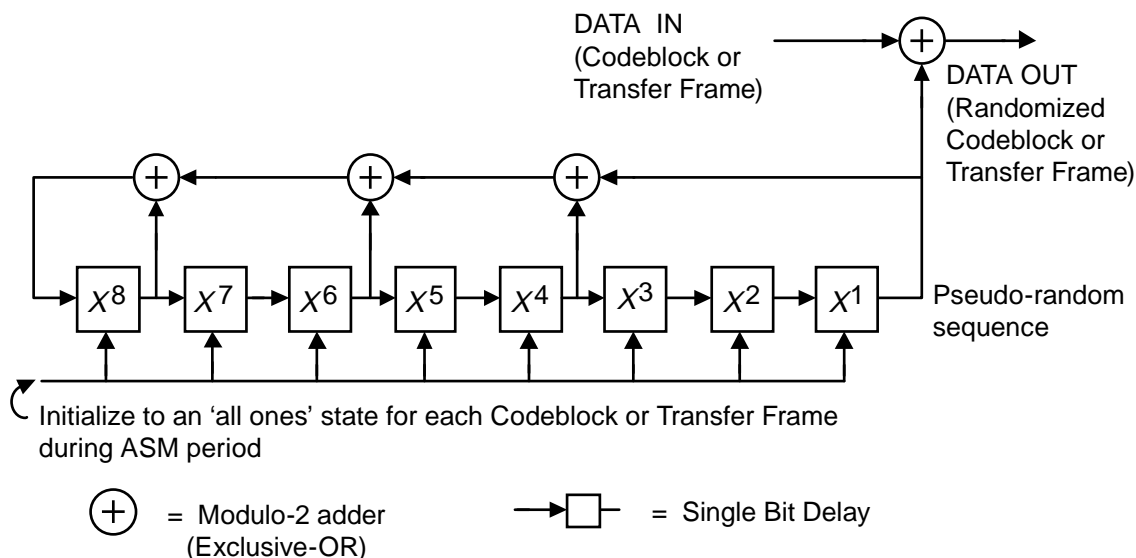 DATA IN
(Codeblock or
Transfer Frame)
DATA OUT
(Randomized
Codeblock or
Transfer Frame)
+
+
+
+
X8
X7
X6
X5
X4
X3
X2
X1
Pseudo-random
sequence
Initialize to an ‘all ones’ state for each Codeblock or Transfer Frame
during ASM period
+ = Modulo-2 adder
(Exclusive-OR)
= Single Bit Delay